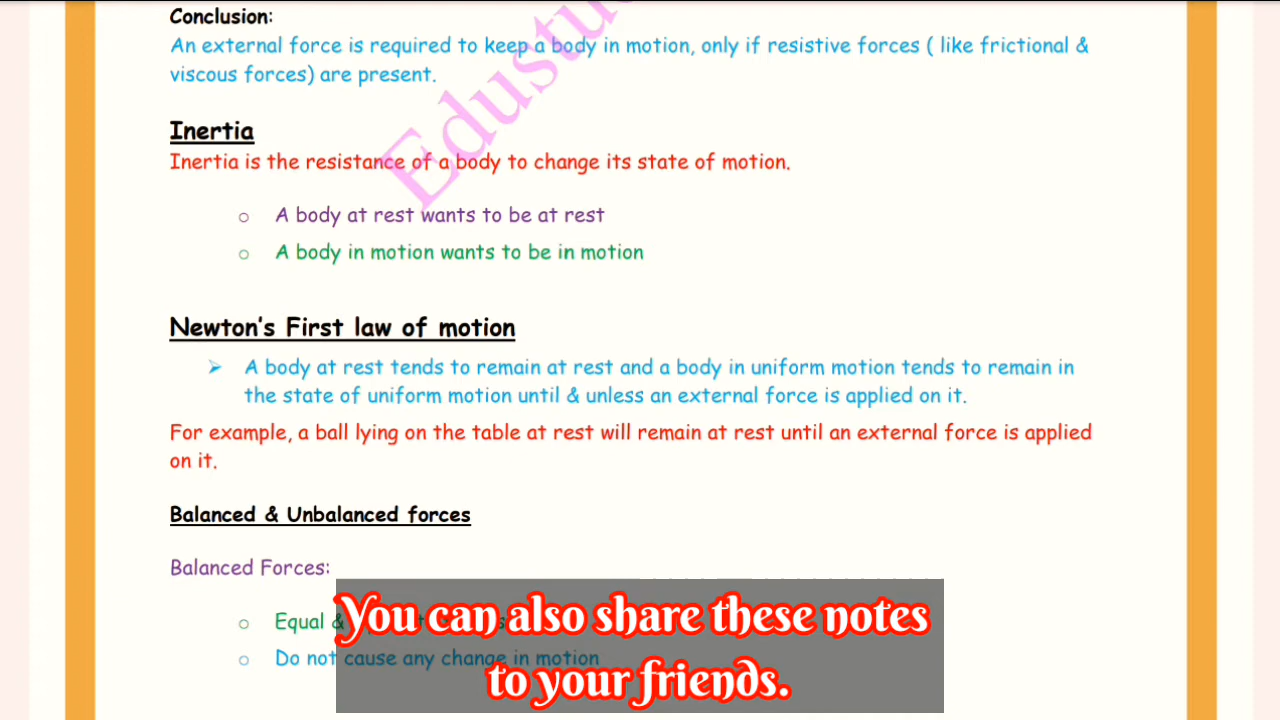 Conclusion:
An external force is required to keep a body in motion, only if resistive forces ( like frictional &
viscous forces) are present.
Inertia
Inertia is the resistance of a body to change its state of motion.
o A body at rest wants to be at rest
o A body in motion wants to be in motion
Newton's First law of motion
➢ A body at rest tends to remain at rest and a body in uniform motion tends to remain in
the state of uniform motion until & unless an external force is applied on it.
For example, a ball lying on the table at rest will remain at rest until an external force is applied
on it.
Balanced & Unbalanced forces
Balanced Forces:
o Equal &
o Do not cause any change in motion
You can also share these notes
to your friends.